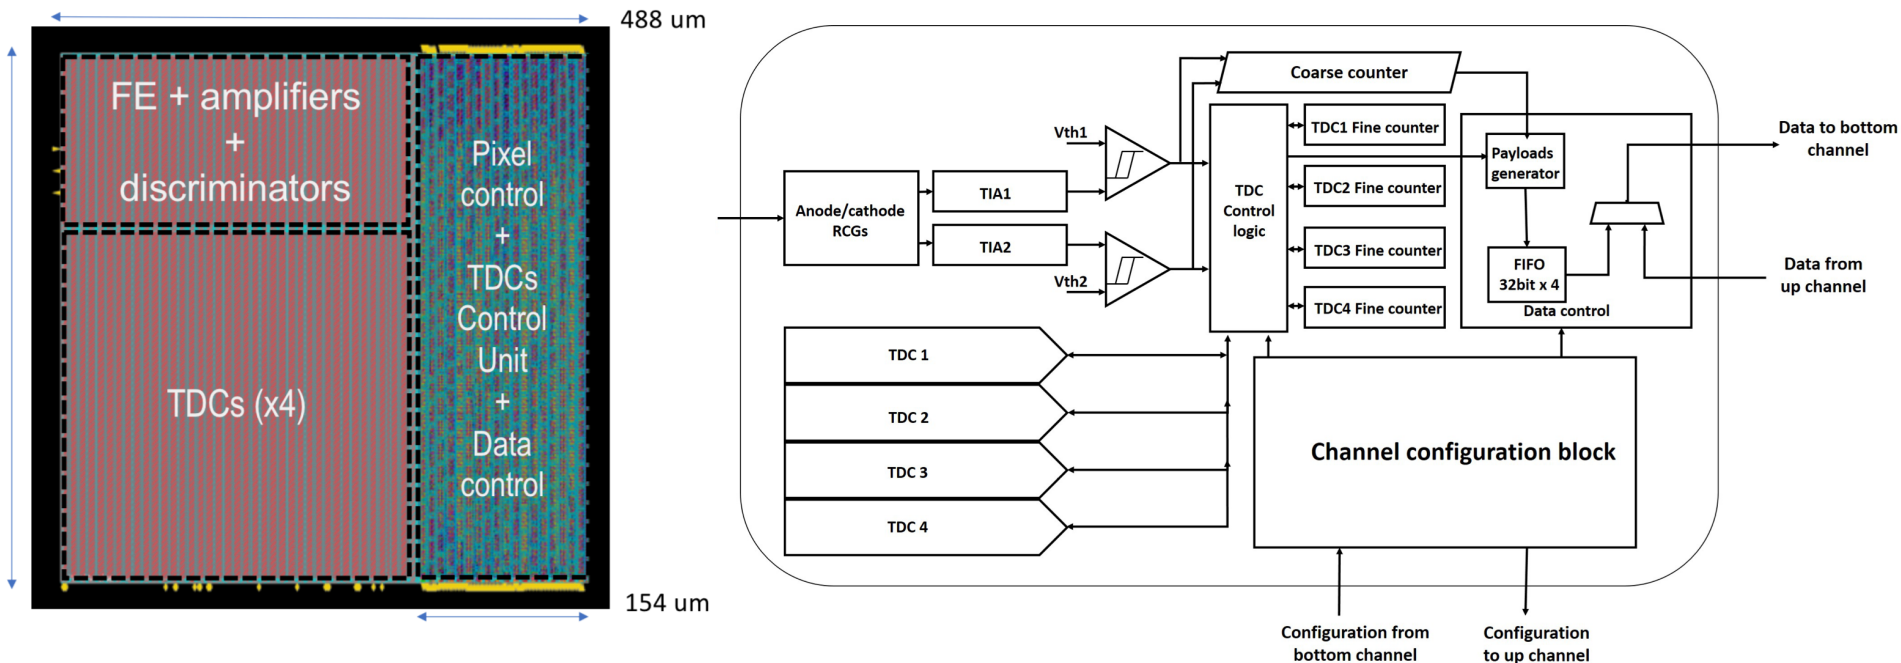 488 um
FE + amplifiers
+
discriminators
TDCs (x4)
Pixel
control
+
TDCs
Control
Unit
+
Data
control
154 um
Coarse counter
Vth1
Vth2
Anode/cathode
RCGs
TIA1
TIA2
TDC
Control
logic
TDC1 Fine counter
TDC2 Fine counter
TDC3 Fine counter
TDC4 Fine counter
Payloads
generator
FIFO
32bit x 4
Data control
Data to bottom
channel
Data from
up channel
TDC 1
TDC 2
TDC 3
TDC 4
Channel configuration block
Configuration from
bottom channel
Configuration
to up channel